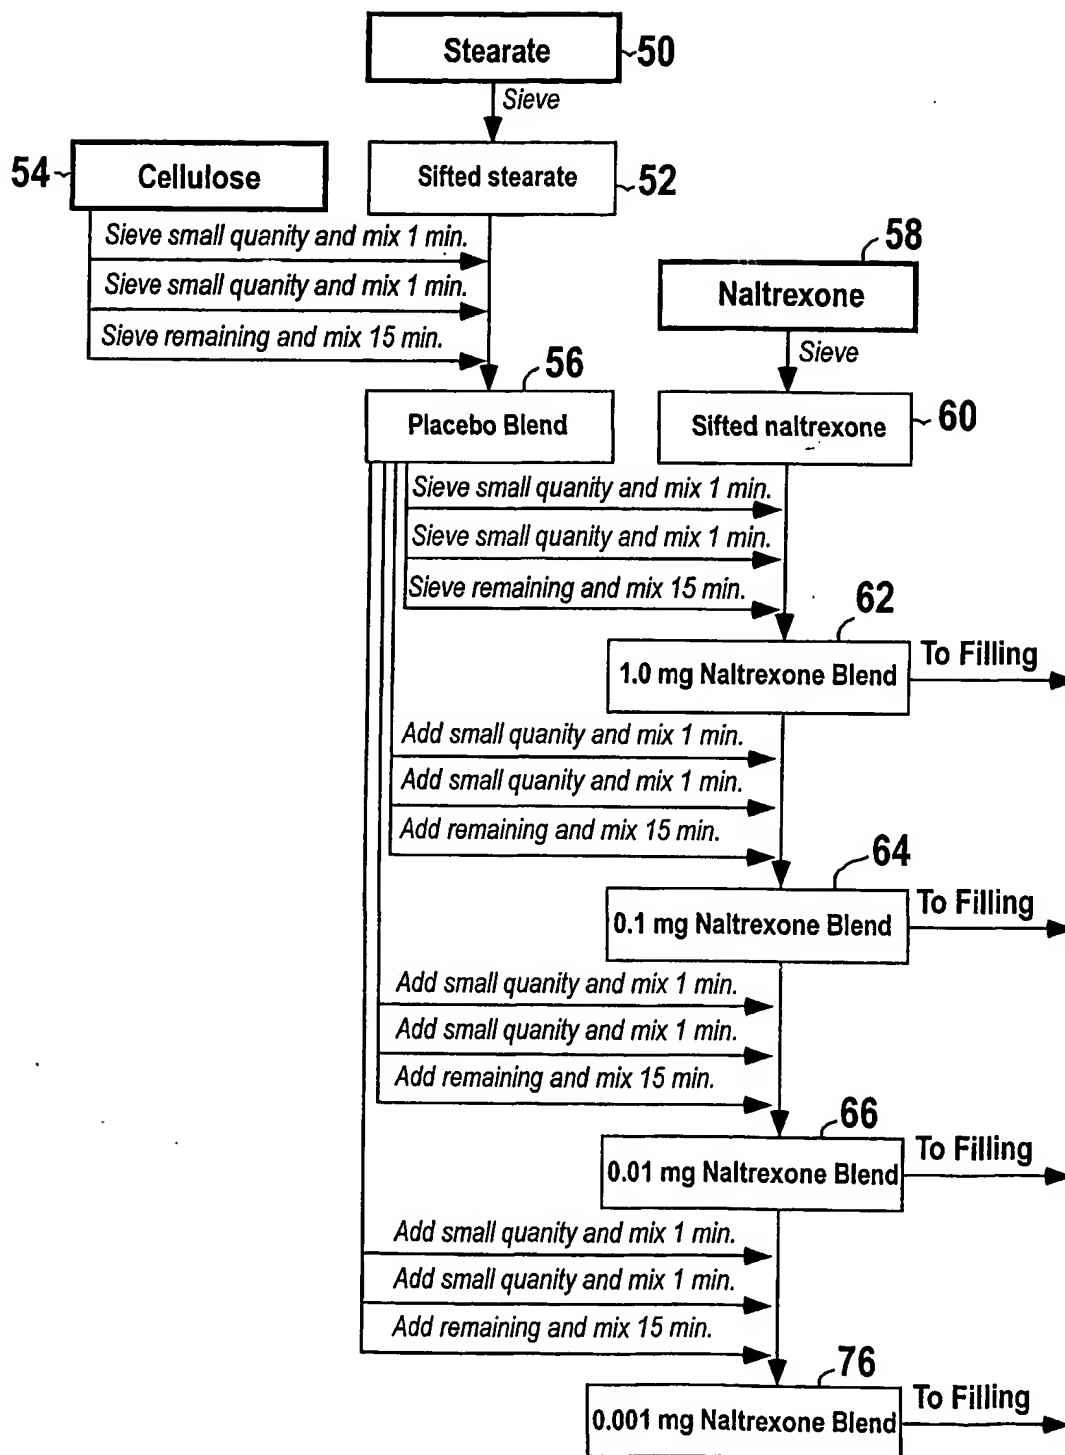 Stearate
50
Sieve
54
Cellulose
Sifted stearate
52
Sieve small quanity and mix 1 min.
Sieve small quanity and mix 1 min.
Sieve remaining and mix 15 min.
58
Naltrexone
Sieve
56
Placebo Blend
Sifted naltrexone
60
Sieve small quanity and mix 1 min.
Sieve small quanity and mix 1 min.
Sieve remaining and mix 15 min.
62
1.0 mg Naltrexone Blend
To Filling
Add small quanity and mix 1 min.
Add small quanity and mix 1 min.
Add remaining and mix 15 min.
64
0.1 mg Naltrexone Blend
To Filling
Add small quanity and mix 1 min.
Add small quanity and mix 1 min.
Add remaining and mix 15 min.
66
0.01 mg Naltrexone Blend
To Filling
Add small quanity and mix 1 min.
Add small quanity and mix 1 min.
Add remaining and mix 15 min.
76
0.001 mg Naltrexone Blend
To Filling